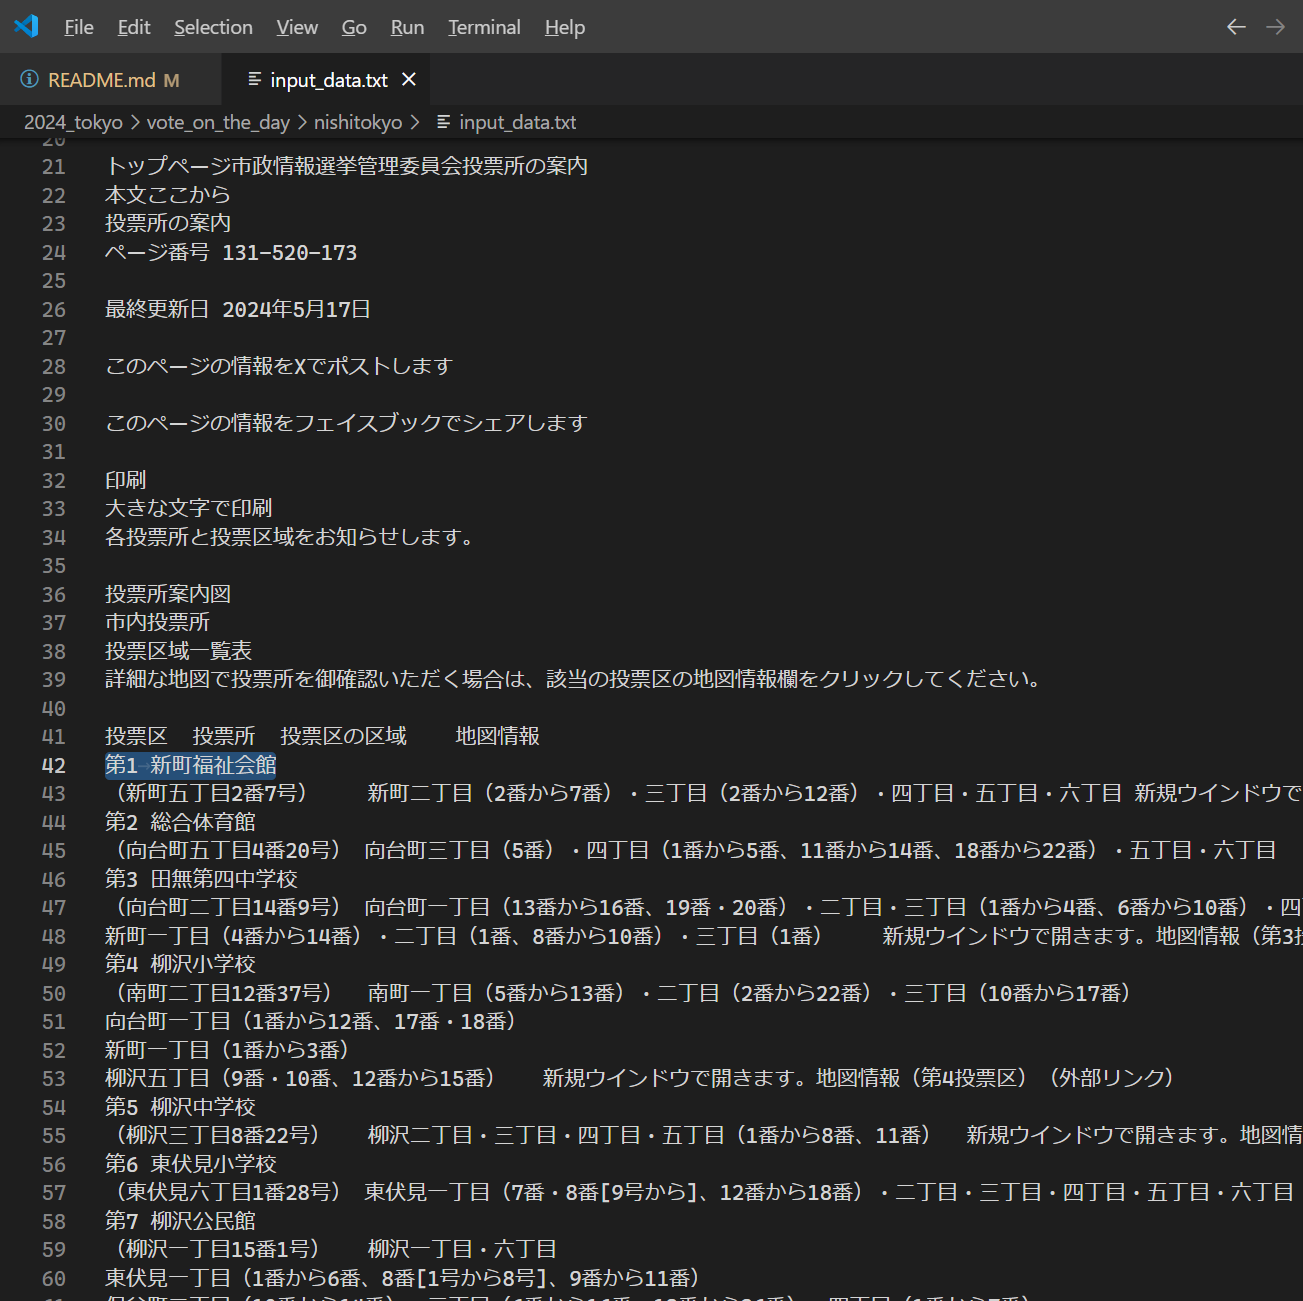 File Edit Selection View Go Run Terminal Help
README.md M input_data.txt
2024_tokyo > vote_on_the_day > nishitokyo > input_data.txt
20
21 トップページ市政情報選挙管理委員会投票所の案内
22 本文ここから
23 投票所の案内
24 ページ番号 131-520-173
25
26 最終更新日 2024年5月17日
27
28 このページの情報をXでポストします
29
30 このページの情報をフェイスブックでシェアします
31
32 印刷
33 大きな文字で印刷
34 各投票所と投票区域をお知らせします。
35
36 投票所案内図
37 市内投票所
38 投票区域一覧表
39 詳細な地図で投票所を御確認いただく場合は、該当の投票区の地図情報欄をクリックしてください。
40
41 投票区 投票所 投票区の区域 地図情報
42 第1→新町福祉会館
43 （新町五丁目2番7号） 新町二丁目（2番から7番）・三丁目（2番から12番）・四丁目・五丁目・六丁目 新規ウインドウで
44 第2 総合体育館
45 （向台町五丁目4番20号） 向台町三丁目（5番）・四丁目（1番から5番、11番から14番、18番から22番）・五丁目・六丁目
46 第3 田無第四中学校
47 （向台町二丁目14番9号） 向台町一丁目（13番から16番、19番・20番）・二丁目・三丁目（1番から4番、6番から10番）・四
48 新町一丁目（4番から14番）・二丁目（1番、8番から10番）・三丁目（1番） 新規ウインドウで開きます。地図情報（第3投
49 第4 柳沢小学校
50 （南町二丁目12番37号） 南町一丁目（5番から13番）・二丁目（2番から22番）・三丁目（10番から17番）
51 向台町一丁目（1番から12番、17番・18番）
52 新町一丁目（1番から3番）
53 柳沢五丁目（9番・10番、12番から15番） 新規ウインドウで開きます。地図情報（第4投票区）（外部リンク）
54 第5 柳沢中学校
55 （柳沢三丁目8番22号） 柳沢二丁目・三丁目・四丁目・五丁目（1番から8番、11番） 新規ウインドウで開きます。地図情
56 第6 東伏見小学校
57 （東伏見六丁目1番28号） 東伏見一丁目（7番・8番[9号から]、12番から18番）・二丁目・三丁目・四丁目・五丁目・六丁目
58 第7 柳沢公民館
59 （柳沢一丁目15番1号） 柳沢一丁目・六丁目
60 東伏見一丁目（1番から6番、8番[1号から8号]、9番から11番）